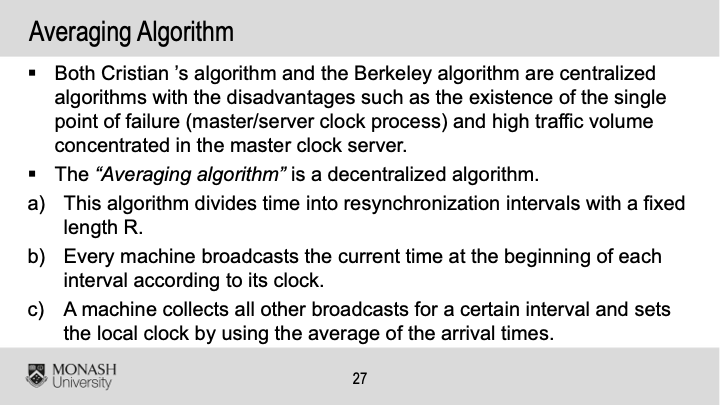 Averaging Algorithm
▪ Both Cristian ’s algorithm and the Berkeley algorithm are centralized
algorithms with the disadvantages such as the existence of the single
point of failure (master/server clock process) and high traffic volume
concentrated in the master clock server.
▪ The “Averaging algorithm” is a decentralized algorithm.
a) This algorithm divides time into resynchronization intervals with a fixed
length R.
b) Every machine broadcasts the current time at the beginning of each
interval according to its clock.
c) A machine collects all other broadcasts for a certain interval and sets
the local clock by using the average of the arrival times.
MONASH
University
27